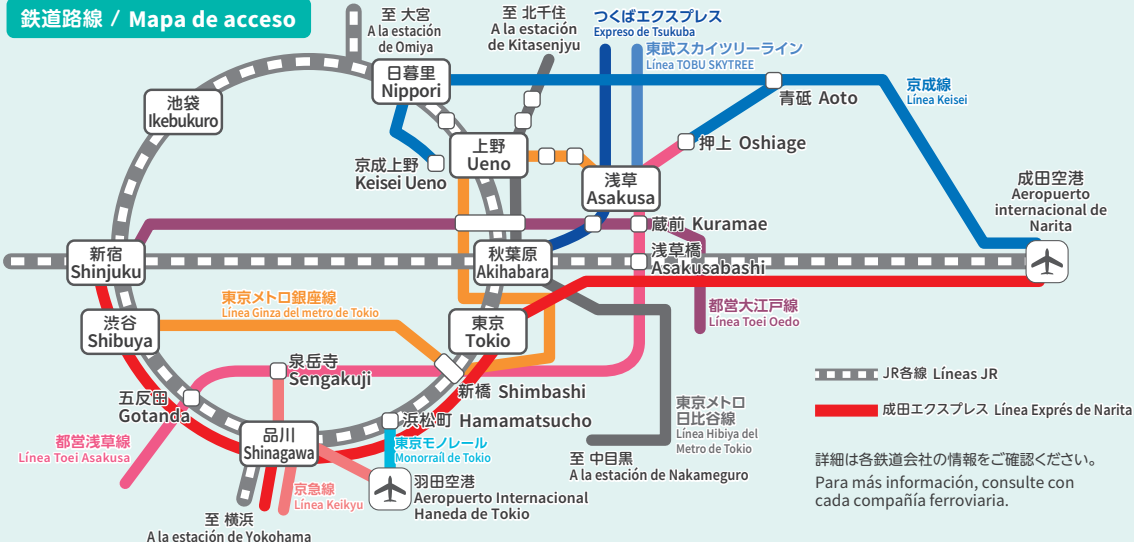 鉄道路線 / Mapa de acceso
至 大宮
A la estación
de Omiya
至 北千住
A la estación
de Kitasenjyu
つくばエクスプレス
Expreso de Tsukuba
東武スカイツリーライン
Línea TOBU SKYTREE
日暮里
Nippori
京成線
Línea Keisei
青砥 Aoto
池袋
Ikebukuro
上野
Ueno
押上 Oshiage
京成上野
Keisei Ueno
浅草
Asakusa
成田空港
Aeropuerto
internacional de
Narita
蔵前 Kuramae
新宿
Shinjuku
秋葉原
Akihabara
浅草橋
Asakusabashi
東京メトロ銀座線
Línea Ginza del metro de Tokio
都営大江戸線
Línea Toei Oedo
渋谷
Shibuya
東京
Tokio
泉岳寺
Sengakuji
新橋 Shimbashi
JR各線 Líneas JR
五反田
Gotanda
成田エクスプレス Línea Exprés de Narita
浜松町 Hamamatsucho
東京メトロ
日比谷線
Línea Hibiya del
Metro de Tokio
都営浅草線
Línea Toei Asakusa
品川
Shinagawa
東京モノレール
Monorraíl de Tokio
至 中目黒
A la estación de Nakameguro
詳細は各鉄道会社の情報をご確認ください。
Para más información, consulte con
cada compañía ferroviaria.
京急線
Línea Keikyu
羽田空港
Aeropuerto Internacional
Haneda de Tokio
至 横浜
A la estación de Yokohama